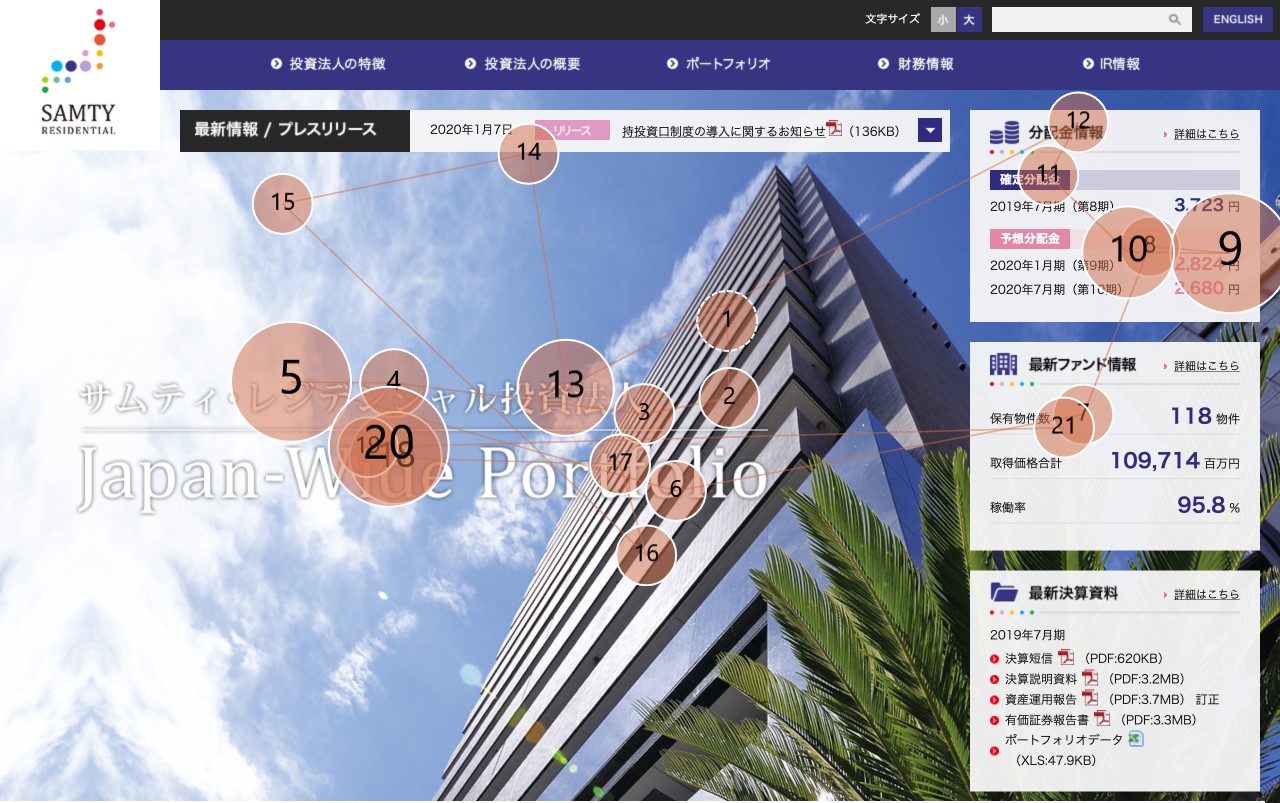 SAMTY
RESIDENTIAL
文字サイズ 小 大
ENGLISH
投資法人の特徴
投資法人の概要
ポートフォリオ
財務情報
IR情報
最新情報 / プレスリリース
2020年1月7日 リリース 持投資口制度の導入に関するお知らせ (136KB)
サムティ・レジデンシャル投資法人
Japan-Wide Portfolio
分配金情報 詳細はこちら
確定分配金
2019年7月期（第8期） 3,723 円
予想分配金
2020年1月期（第9期） 2,824 円
2020年7月期（第10期） 2,680 円
最新ファンド情報 詳細はこちら
保有物件数 118 物件
取得価格合計 109,714 百万円
稼働率 95.8 %
最新決算資料 詳細はこちら
2019年7月期
決算短信 （PDF:620KB）
決算説明資料 （PDF:3.2MB）
資産運用報告 （PDF:3.7MB） 訂正
有価証券報告書 （PDF:3.3MB）
ポートフォリオデータ
（XLS:47.9KB）
1
2
3
4
5
6
7
8
9
10
11
12
13
14
15
16
17
18
20
21